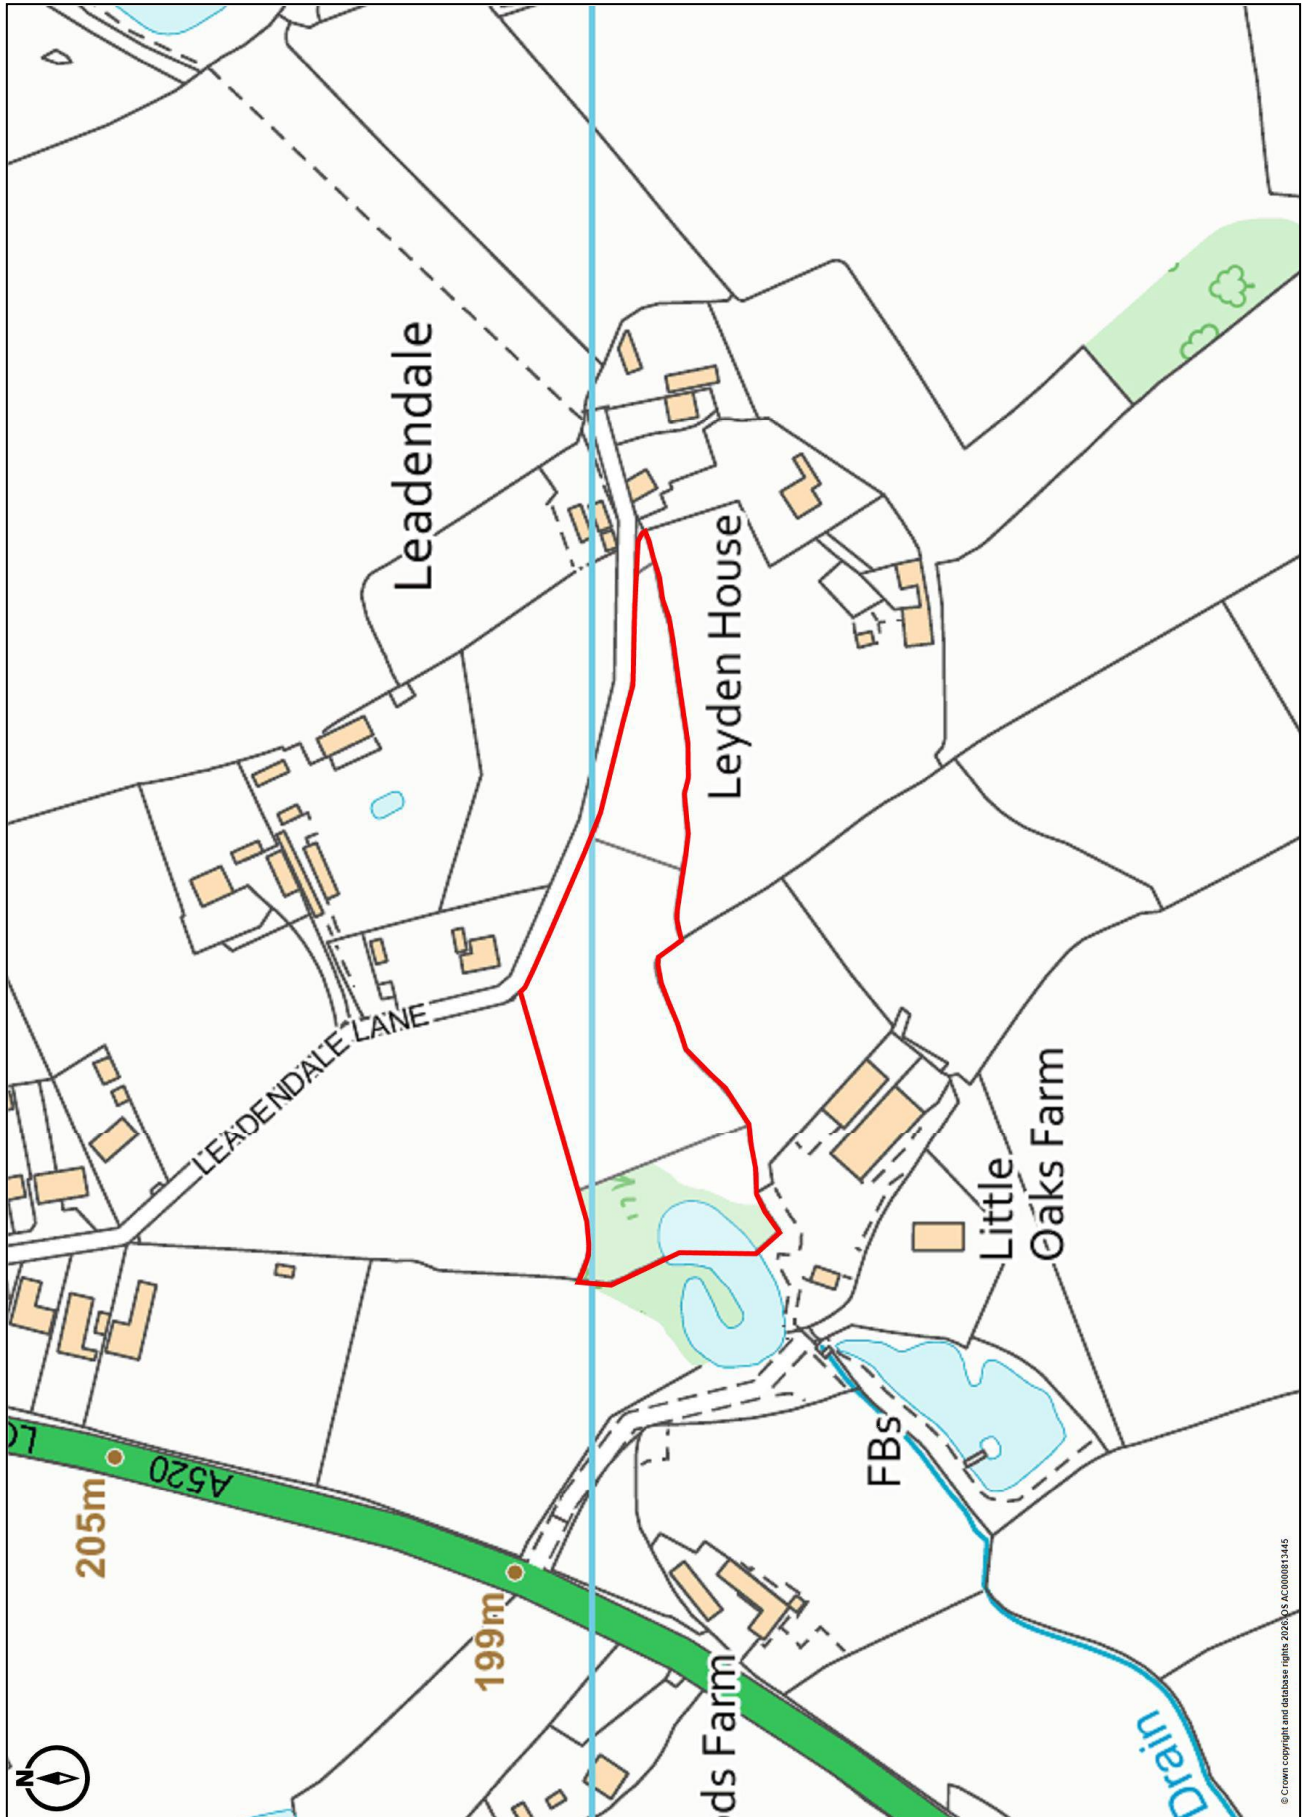 Leadendale
LEADENDALE LANE
Leyden House
Little
Oaks Farm
FBs
LO
A520
205m
199m
ds Farm
Drain
N
© Crown copyright and database rights 2026. OS AC0000813445